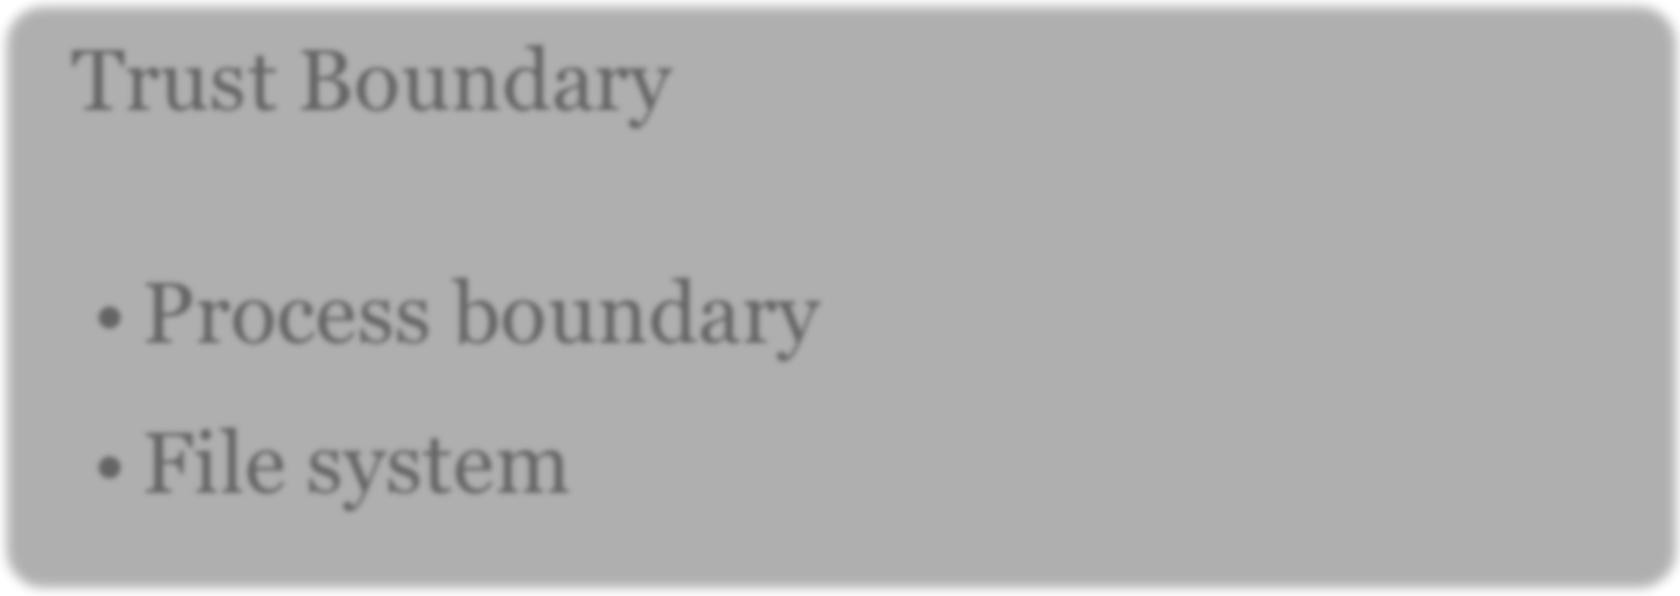 Trust Boundary
• Process boundary
• File system